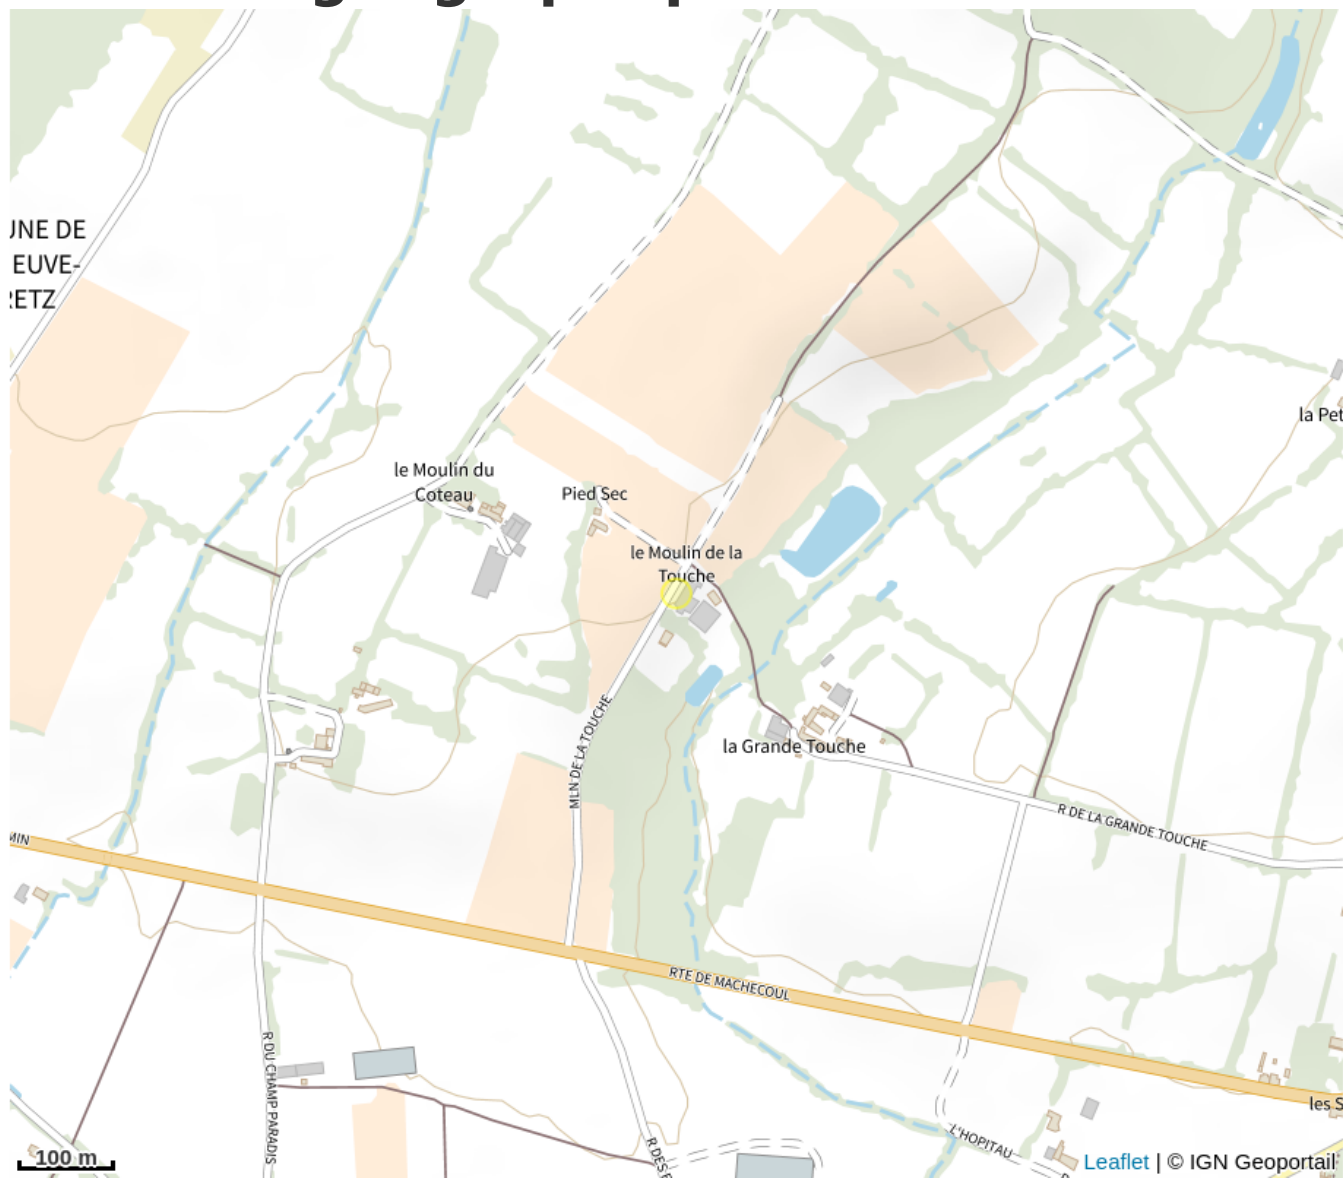 UNE DE
EUVE-
RETZ
la Pet
le Moulin du
Coteau
Pied Sec
le Moulin de la
Touche
MLN DE LA TOUCHE
la Grande Touche
R DE LA GRANDE TOUCHE
MIN
RTE DE MACHECOUL
R DU CHAMP PARADIS
les S
L'HOPITAU
R DES
100 m
Leaflet | © IGN Geoportail